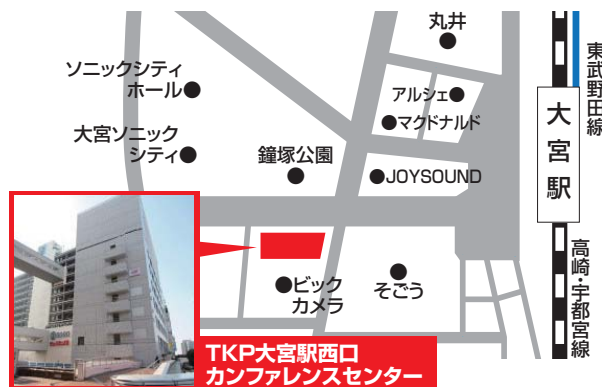 丸井
ソニックシティ
ホール
アルシェ
マクドナルド
大宮ソニック
シティ
鐘塚公園
JOYSOUND
東武野田線
大宮駅
高崎・宇都宮線
ビック
カメラ
そごう
TKP大宮駅西口
カンファレンスセンター